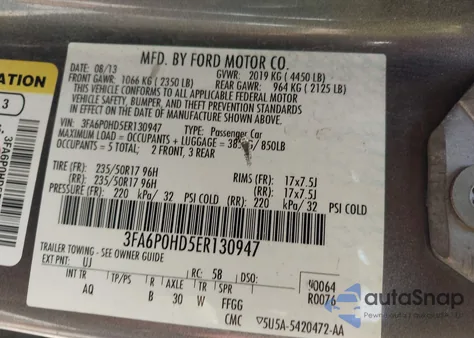 MFD. BY FORD MOTOR CO.
DATE: 08/13 GVWR: 2019 KG (4450 LB)
FRONT GAWR: 1066 KG (2350 LB) REAR GAWR: 964 KG (2125 LB)
THIS VEHICLE CONFORMS TO ALL APPLICABLE FEDERAL MOTOR
VEHICLE SAFETY, BUMPER, AND THEFT PREVENTION STANDARDS
IN EFFECT ON THE DATE OF MANUFACTURE SHOWN ABOVE.
VIN: 3FA6P0HD5ER130947 TYPE: Passenger Car
MAXIMUM LOAD = OCCUPANTS + LUGGAGE = 850LB
OCCUPANTS = 5 TOTAL: 2 FRONT, 3 REAR
TIRE (FR): 235/50R17 96H RIMS (FR): 17x7.5J
(RR): 235/50R17 96H (RR): 17x7.5J
PRESSURE (FR): 220 kPa/ 32 PSI COLD
(RR): 220 kPa/ 32 PSI COLD
3FA6P0HD5ER130947
TRAILER TOWING - SEE OWNER GUIDE
EXT PNT: UJ RC: 5B DSO: W0064
INT TR TP/PS R AX TR SPR R0076
AQ B 30 W FFGG
CMC 5U5A-5420472-AA
ATION
3
autoSnap